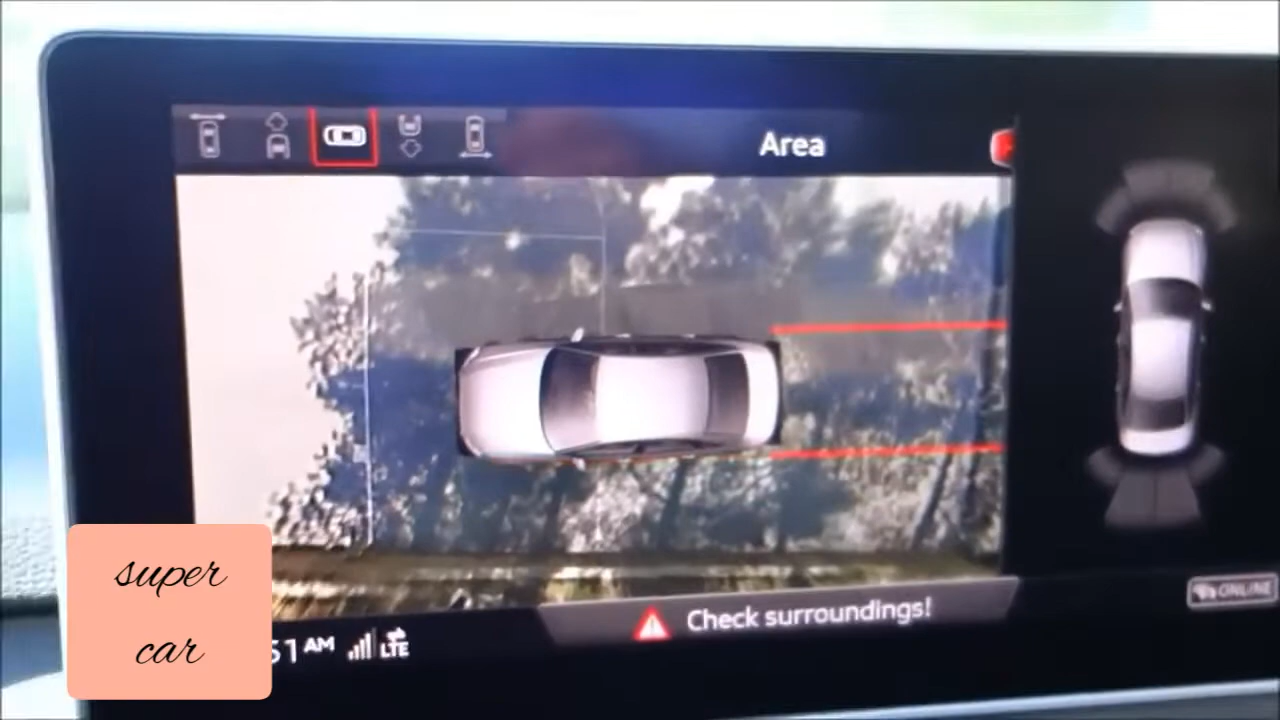 Area
Check surroundings!
ONLINE
51 AM
LTE
super
car